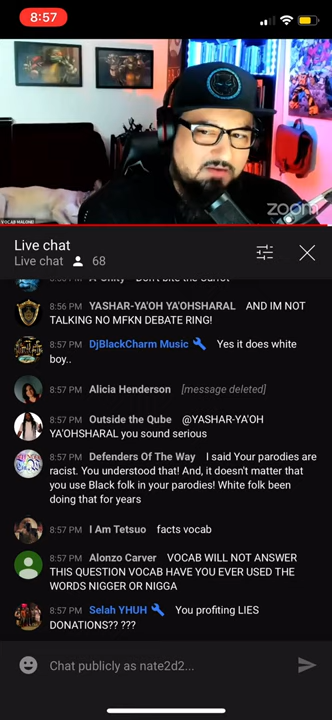 8:57
VOCAB MALONE
zoom
Live chat
Live chat 68
8:56 PM YASHAR-YA'OH YA'OHSHARAL AND IM NOT
TALKING NO MFKN DEBATE RING!
8:57 PM DjBlackCharm Music Yes it does white
boy..
8:57 PM Alicia Henderson [message deleted]
8:57 PM Outside the Qube @YASHAR-YA'OH
YA'OHSHARAL you sound serious
8:57 PM Defenders Of The Way I said Your parodies are
racist. You understood that! And, it doesn't matter that
you use Black folk in your parodies! White folk been
doing that for years
8:57 PM I Am Tetsuo facts vocab
8:57 PM Alonzo Carver VOCAB WILL NOT ANSWER
THIS QUESTION VOCAB HAVE YOU EVER USED THE
WORDS NIGGER OR NIGGA
8:57 PM Selah YHUH You profiting LIES
DONATIONS?? ???
Chat publicly as nate2d2...